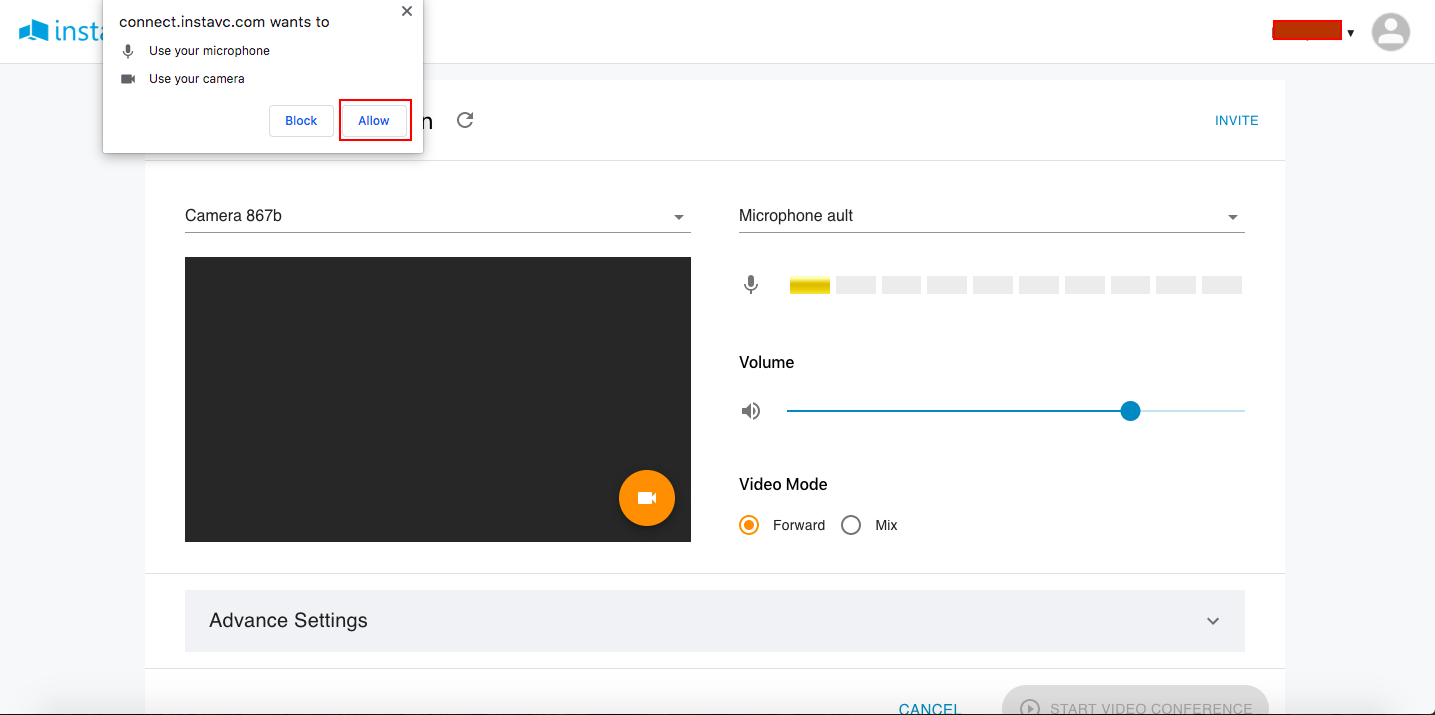 connect.instavc.com wants to
Use your microphone
Use your camera
Block
Allow
INVITE
Camera 867b
Microphone ault
Volume
Video Mode
Forward
Mix
Advance Settings
CANCEL
START VIDEO CONFERENCE